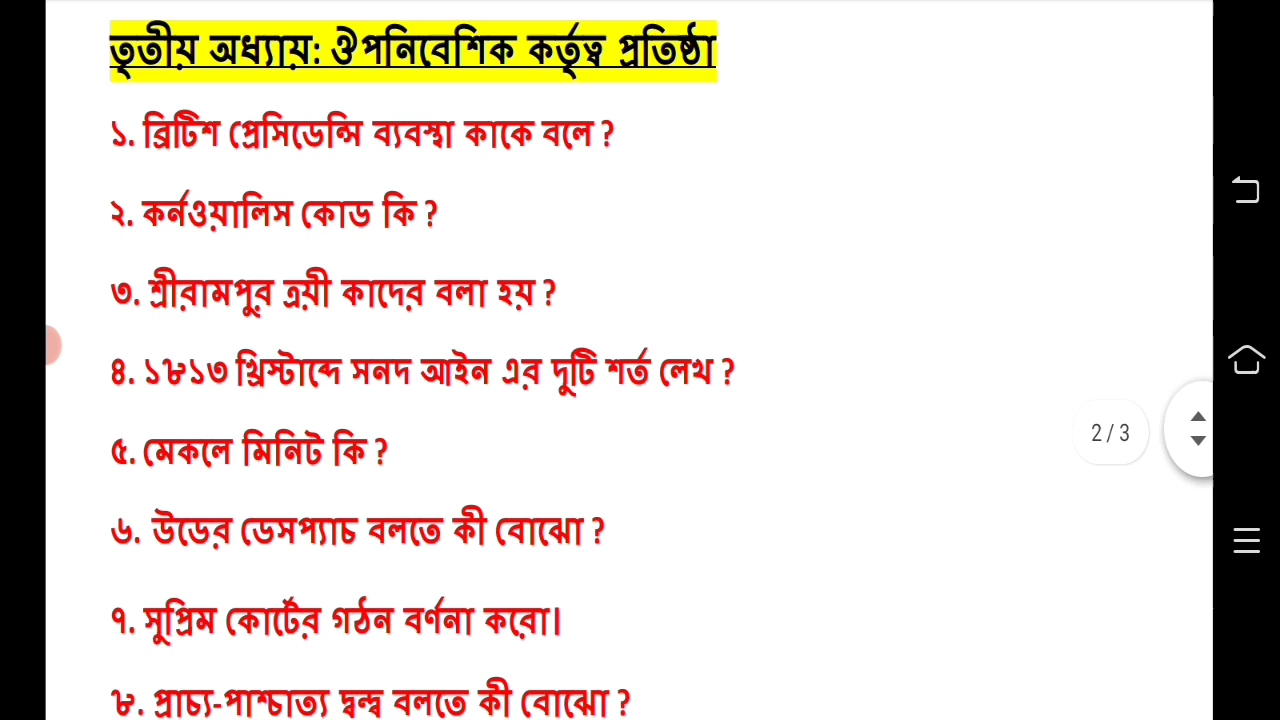 তৃতীয় অধ্যায়: ঔপনিবেশিক কর্তৃত্ব প্রতিষ্ঠা
১. ব্রিটিশ প্রেসিডেন্সি ব্যবস্থা কাকে বলে ?
২. কর্নওয়ালিস কোড কি ?
৩. শ্রীরামপুর ত্রয়ী কাদের বলা হয় ?
৪. ১৮১৩ খ্রিস্টাব্দে সনদ আইন এর দুটি শর্ত লেখ ?
2 / 3
৫. মেকলে মিনিট কি ?
৬. উডের ডেসপ্যাচ বলতে কী বোঝো ?
৭. সুপ্রিম কোর্টের গঠন বর্ণনা করো।
৮. প্রাচ্য-পাশ্চাত্য দ্বন্দ্ব বলতে কী বোঝো ?